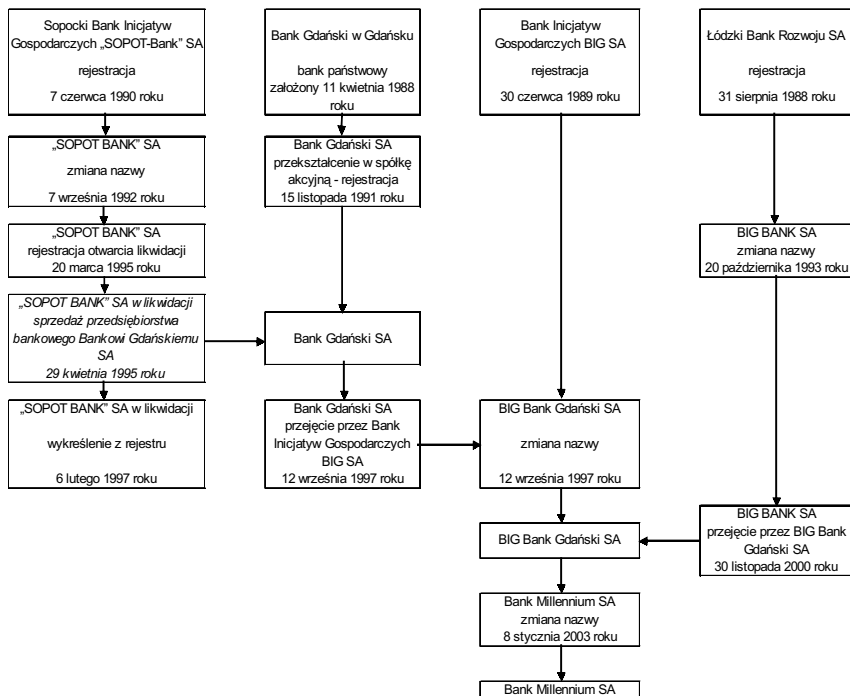 Sopocki Bank Inicjatyw
Gospodarczych „SOPOT-Bank” SA
rejestracja
7 czerwca 1990 roku
Bank Gdański w Gdańsku
bank państwowy
założony 11 kwietnia 1988
roku
Bank Inicjatyw
Gospodarczych BIG SA
rejestracja
30 czerwca 1989 roku
Łódzki Bank Rozwoju SA
rejestracja
31 sierpnia 1988 roku
„SOPOT BANK” SA
zmiana nazwy
7 września 1992 roku
Bank Gdański SA
przekształcenie w spółkę
akcyjną - rejestracja
15 listopada 1991 roku
„SOPOT BANK” SA
rejestracja otwarcia likwidacji
20 marca 1995 roku
BIG BANK SA
zmiana nazwy
20 października 1993 roku
„SOPOT BANK” SA w likwidacji
sprzedaż przedsiębiorstwa
bankowego Bankowi Gdańskiemu
SA
29 kwietnia 1995 roku
Bank Gdański SA
„SOPOT BANK” SA w likwidacji
wykreślenie z rejestru
6 lutego 1997 roku
Bank Gdański SA
przejęcie przez Bank
Inicjatyw Gospodarczych
BIG SA
12 września 1997 roku
BIG Bank Gdański SA
zmiana nazwy
12 września 1997 roku
BIG Bank Gdański SA
BIG BANK SA
przejęcie przez BIG Bank
Gdański SA
30 listopada 2000 roku
Bank Millennium SA
zmiana nazwy
8 stycznia 2003 roku
Bank Millennium SA